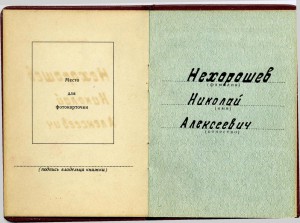 Место
для
фотокарточки
(подпись владельца книжки)
Нехорошев
(фамилия)
Николай
(имя)
Алексеевич
(отчество)